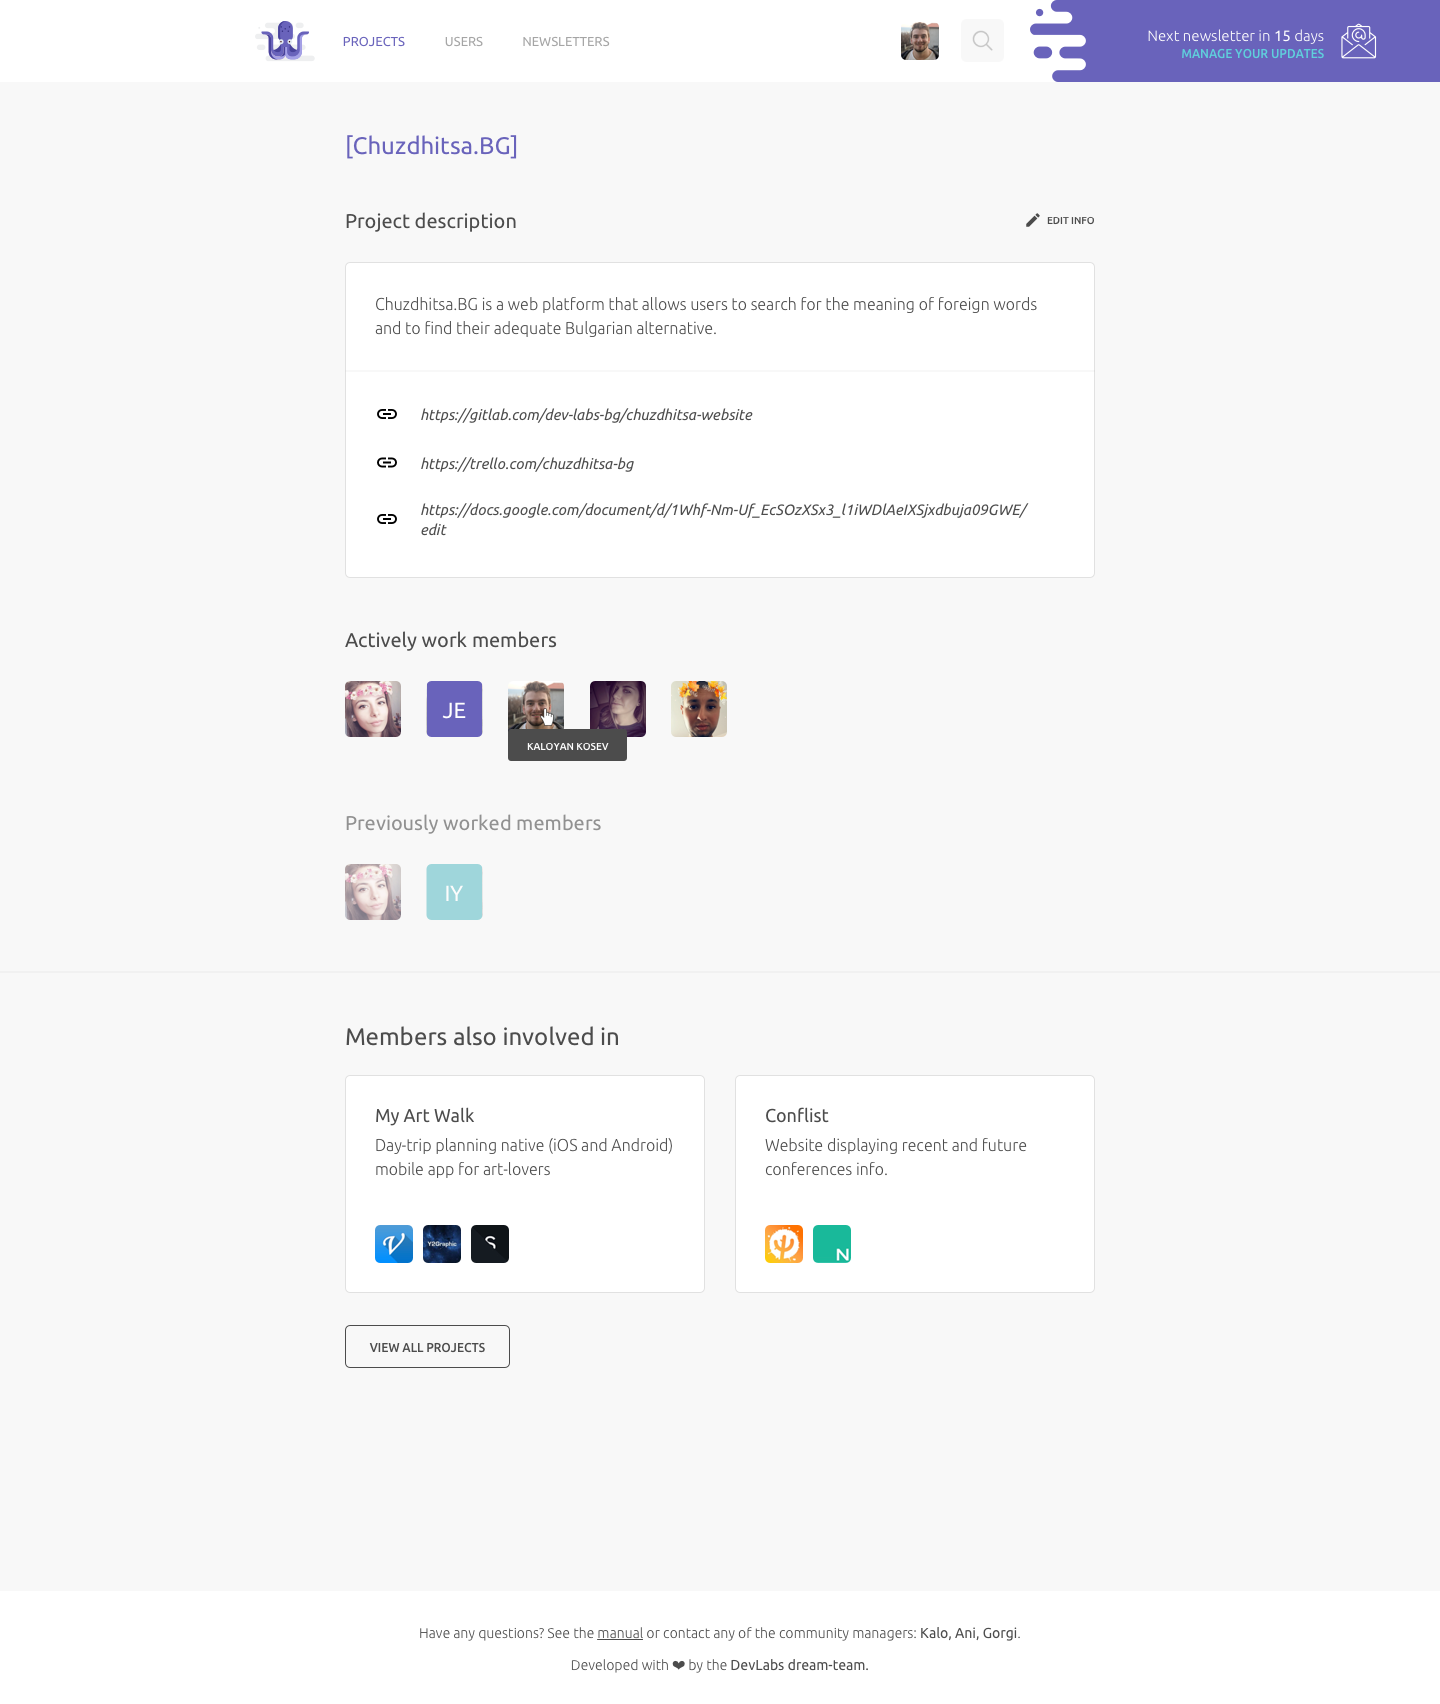 PROJECTS
USERS
NEWSLETTERS
Next newsletter in 15 days
MANAGE YOUR UPDATES
[Chuzdhitsa.BG]
Project description
EDIT INFO
Chuzdhitsa.BG is a web platform that allows users to search for the meaning of foreign words
and to find their adequate Bulgarian alternative.
https://gitlab.com/dev-labs-bg/chuzdhitsa-website
https://trello.com/chuzdhitsa-bg
https://docs.google.com/document/d/1Whf-Nm-Uf_EcSOzXSx3_l1iWDlAeIXSjxdbuja09GWE/
edit
Actively work members
JE
KALOYAN KOSEV
Previously worked members
IY
Members also involved in
My Art Walk
Day-trip planning native (iOS and Android)
mobile app for art-lovers
V
Y2Graphic
Conflist
Website displaying recent and future
conferences info.
N
VIEW ALL PROJECTS
Have any questions? See the manual or contact any of the community managers: Kalo, Ani, Gorgi.
Developed with ❤ by the DevLabs dream-team.